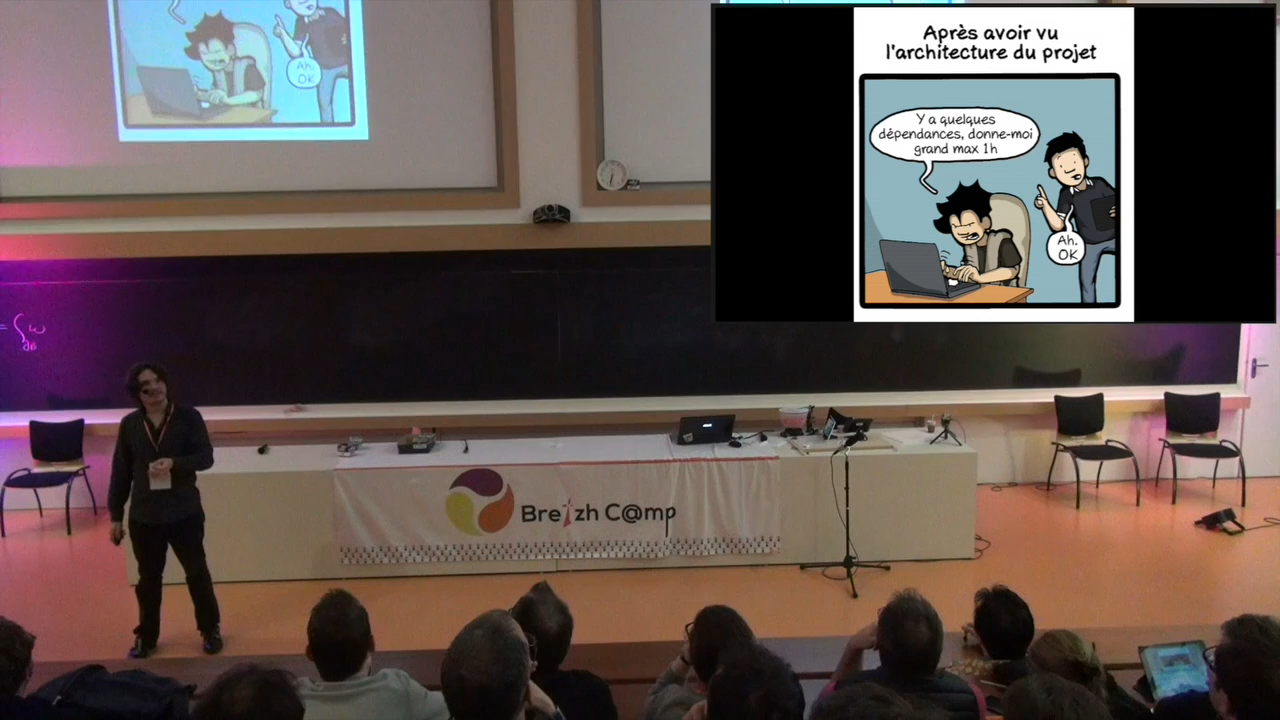 Après avoir vu
l'architecture du projet
Y a quelques
dépendances, donne-moi
grand max 1h
Ah.
OK
Ah.
OK
Breizh C@mp